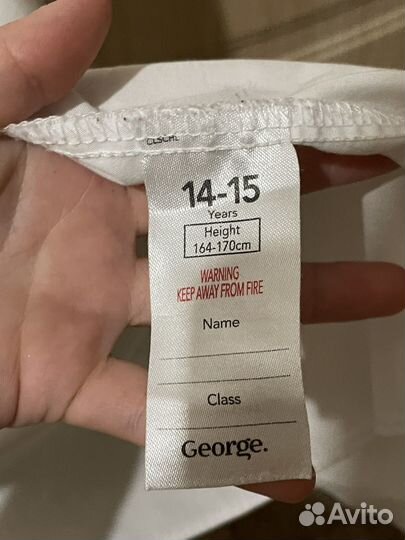 14-15
Years
Height
164-170cm
WARNING
KEEP AWAY FROM FIRE
Name
Class
George.
Avito